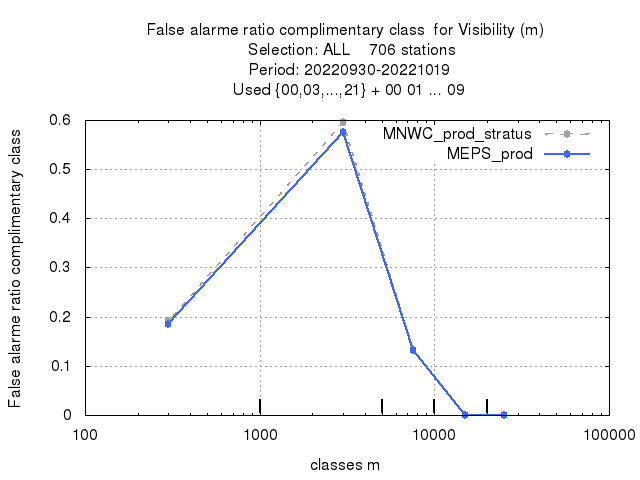 False alarme ratio complimentary class  for Visibility (m)
Selection: ALL    706 stations
Period: 20220930-20221019
Used {00,03,...,21} + 00 01 ... 09
MNWC_prod_stratus
MEPS_prod
False alarme ratio complimentary class
0.6
0.5
0.4
0.3
0.2
0.1
0
100
1000
10000
100000
classes m